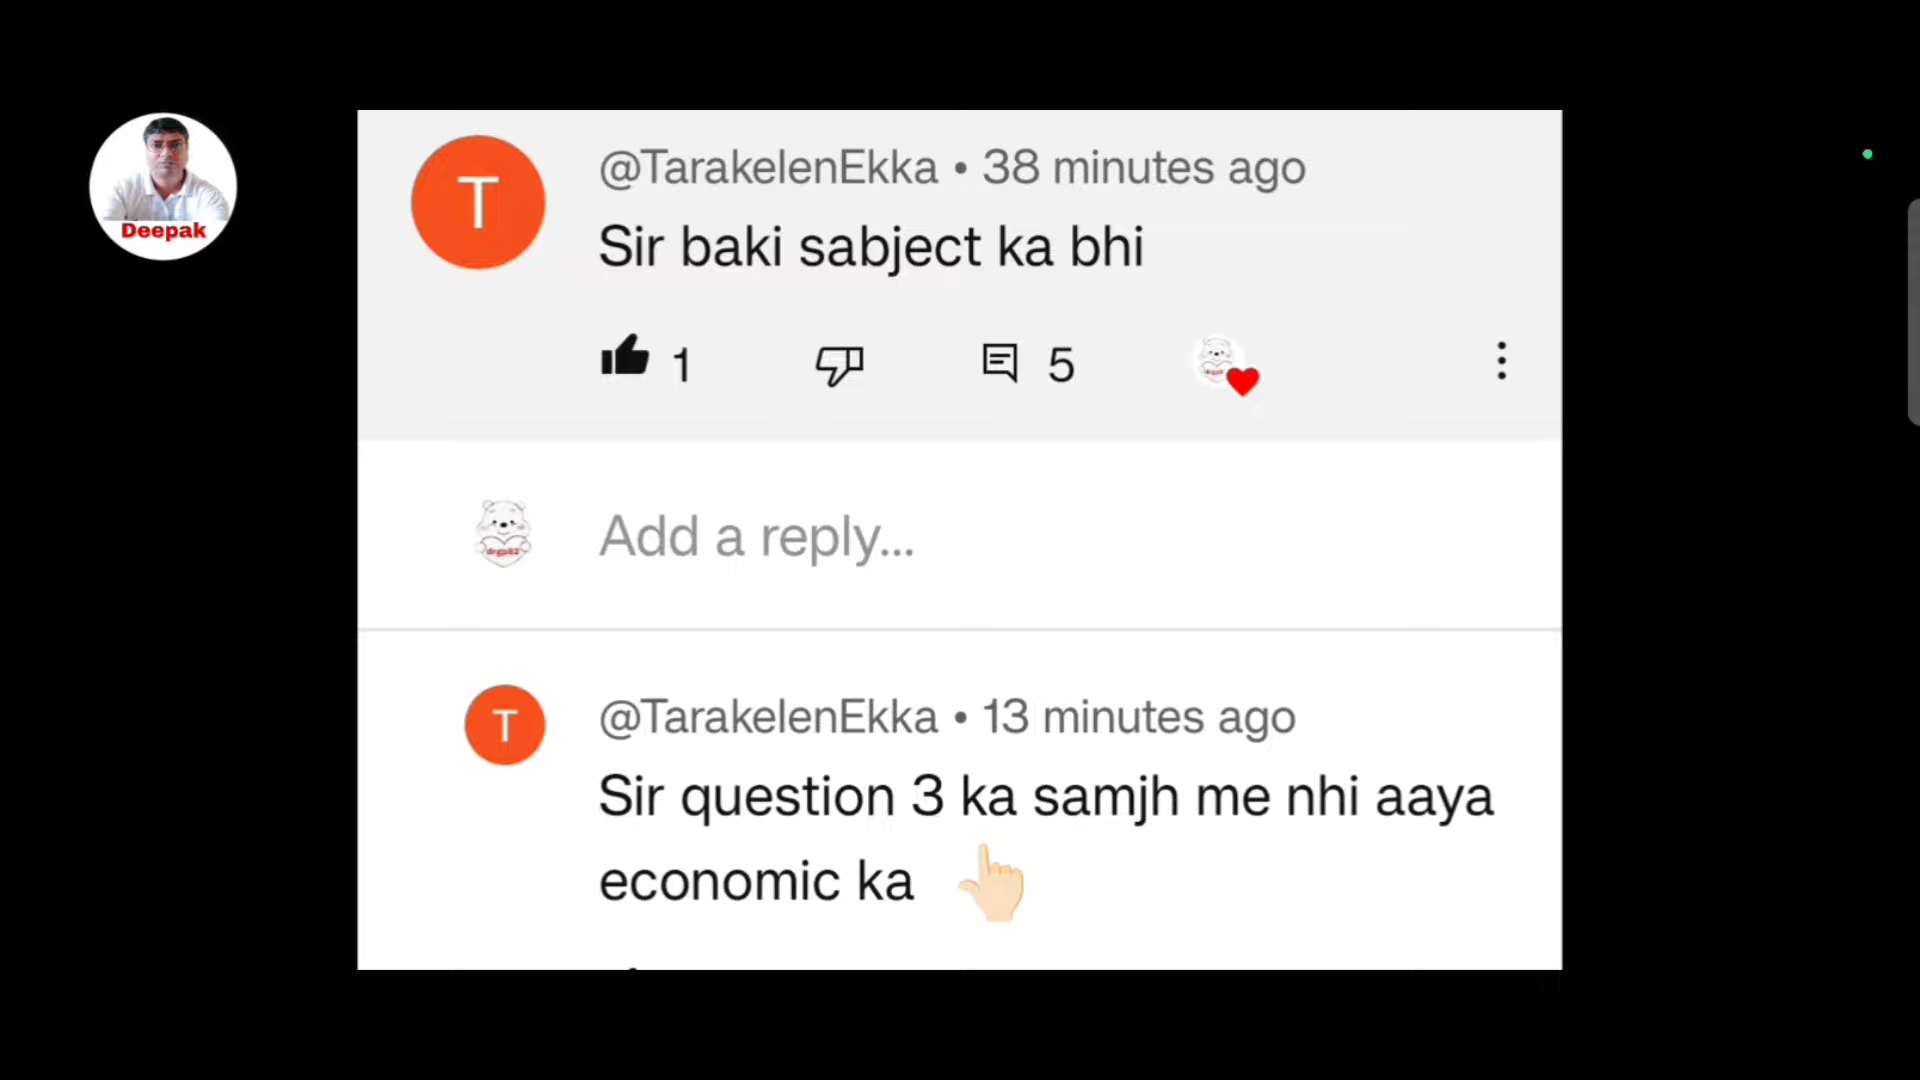 Deepak
T
@TarakelenEkka • 38 minutes ago
Sir baki sabject ka bhi
1
5
Add a reply...
T
@TarakelenEkka • 13 minutes ago
Sir question 3 ka samjh me nhi aaya
economic ka